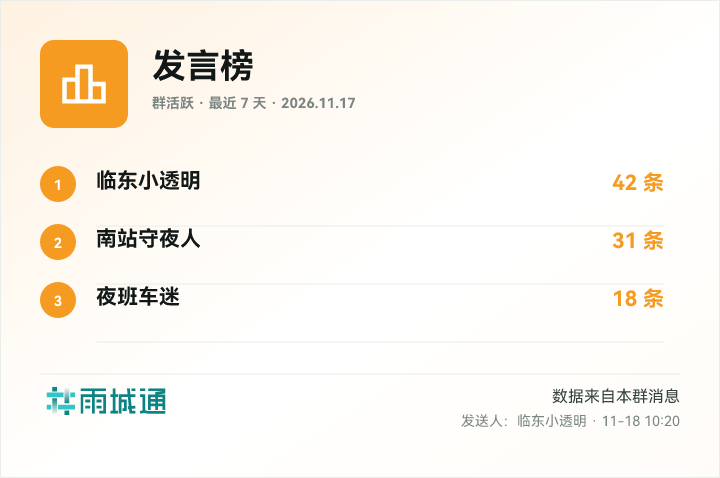 发言榜
群活跃 · 最近 7 天 · 2026.11.17
1 临东小透明 42 条
2 南站守夜人 31 条
3 夜班车迷 18 条
雨城通
数据来自本群消息
发送人：临东小透明 · 11-18 10:20